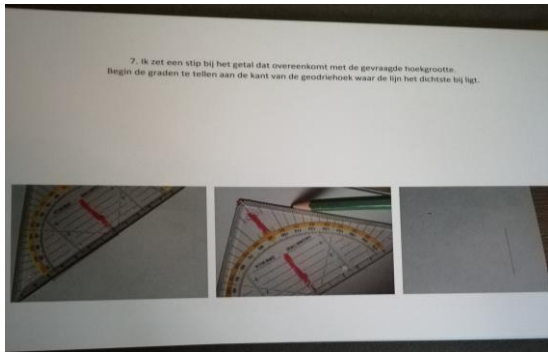 7. Ik zet een stip bij het getal dat overeenkomt met de gevraagde hoekgrootte.
Begin de graden te tellen aan de kant van de geodriehoek waar de lijn het dichtste bij ligt.